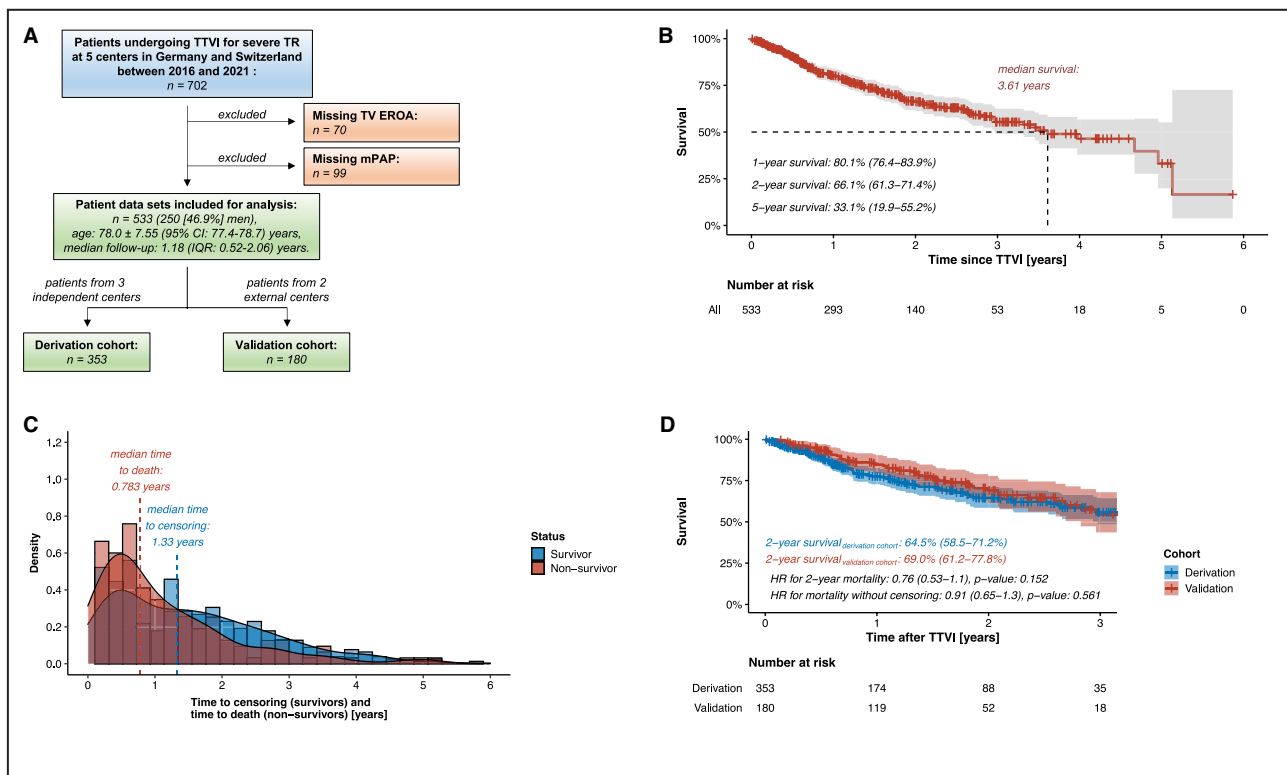 A
Patients undergoing TTVI for severe TR
at 5 centers in Germany and Switzerland
between 2016 and 2021 :
n = 702
excluded
Missing TV EROA:
n = 70
excluded
Missing mPAP:
n = 99
Patient data sets included for analysis:
n = 533 (250 [46.9%] men),
age: 78.0 ± 7.55 (95% CI: 77.4-78.7) years,
median follow-up: 1.18 (IQR: 0.52-2.06) years.
patients from 3
independent centers
patients from 2
external centers
Derivation cohort:
n = 353
Validation cohort:
n = 180
B
Survival
100%
75%
50%
25%
0%
median survival:
3.61 years
1-year survival: 80.1% (76.4–83.9%)
2-year survival: 66.1% (61.3–71.4%)
5-year survival: 33.1% (19.9–55.2%)
0 1 2 3 4 5 6
Time since TTVI [years]
Number at risk
All 533 293 140 53 18 5 0
C
Density
1.2
1.0
0.8
0.6
0.4
0.2
0.0
median time
to death:
0.783 years
median time
to censoring:
1.33 years
Status
Survivor
Non−survivor
0 1 2 3 4 5 6
Time to censoring (survivors) and
time to death (non−survivors) [years]
D
Survival
100%
75%
50%
25%
0%
2−year survival derivation cohort: 64.5% (58.5–71.2%)
2−year survival validation cohort: 69.0% (61.2–77.8%)
HR for 2-year mortality: 0.76 (0.53–1.1), p−value: 0.152
HR for mortality without censoring: 0.91 (0.65–1.3), p−value: 0.561
Cohort
Derivation
Validation
0 1 2 3
Time after TTVI [years]
Number at risk
Derivation 353 174 88 35
Validation 180 119 52 18